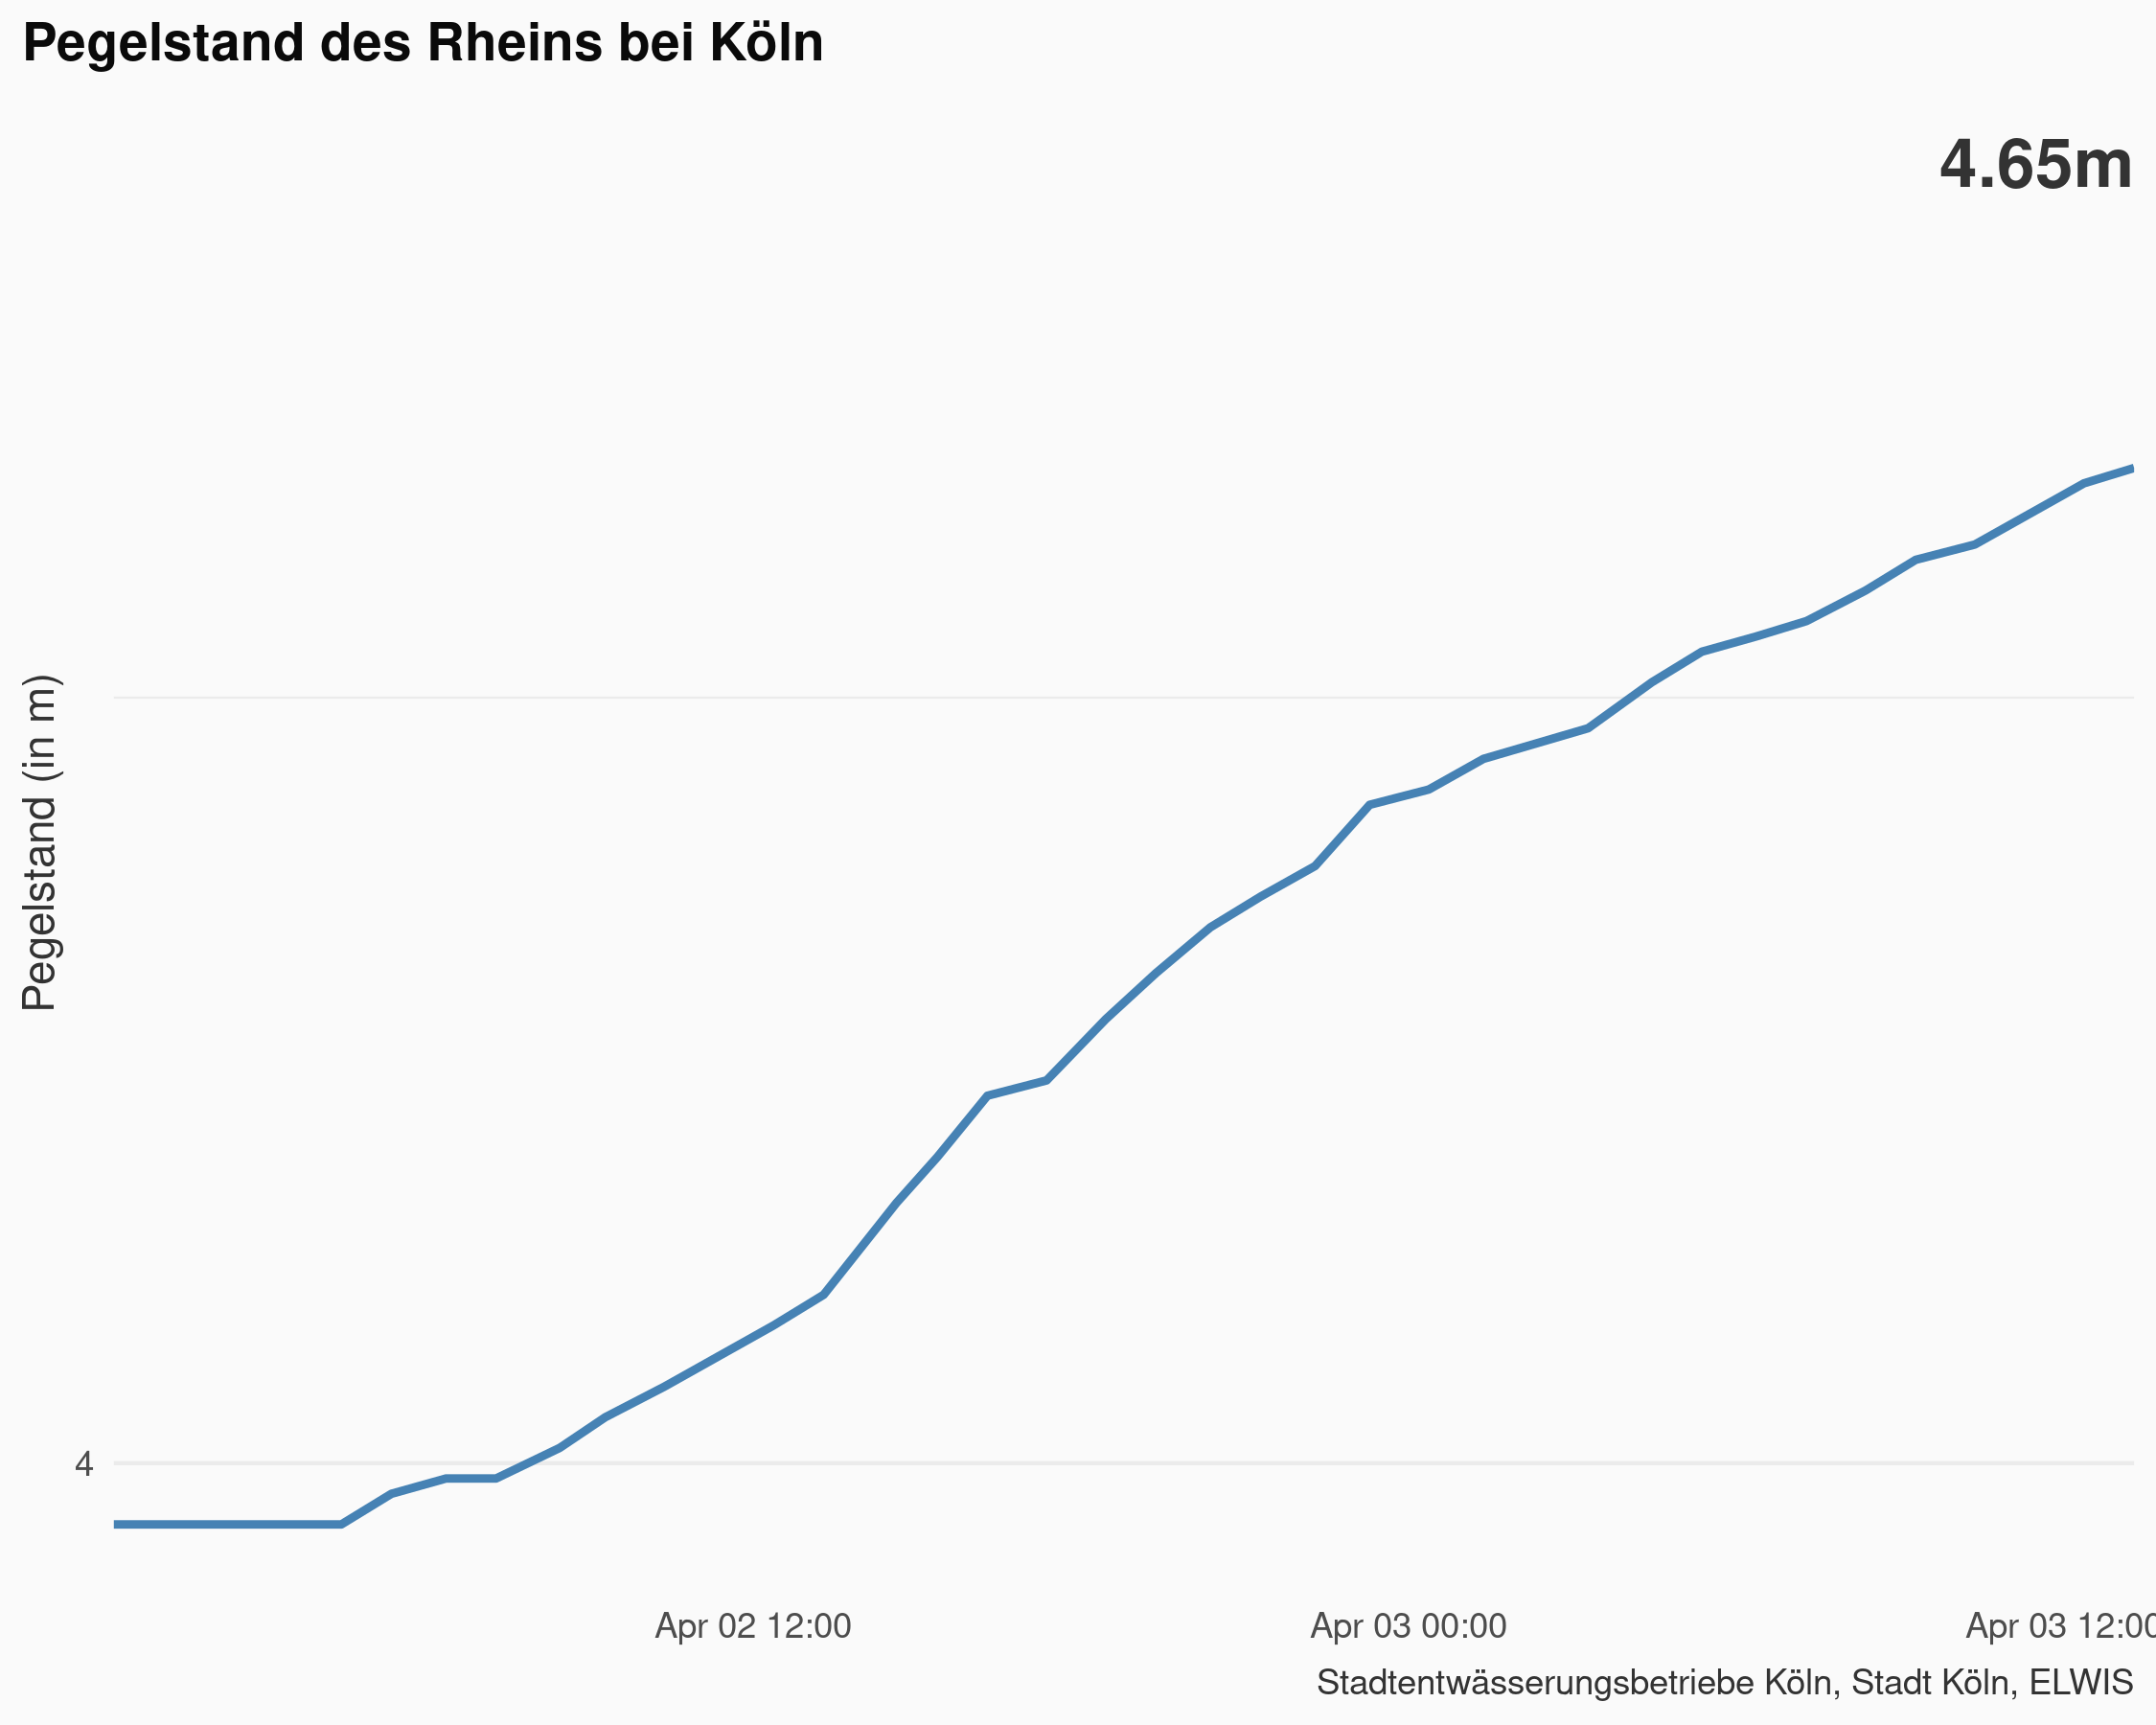 Pegelstand des Rheins bei Köln
4.65m
Pegelstand (in m)
4
Apr 02 12:00
Apr 03 00:00
Apr 03 12:00
Stadtentwässerungsbetriebe Köln, Stadt Köln, ELWIS